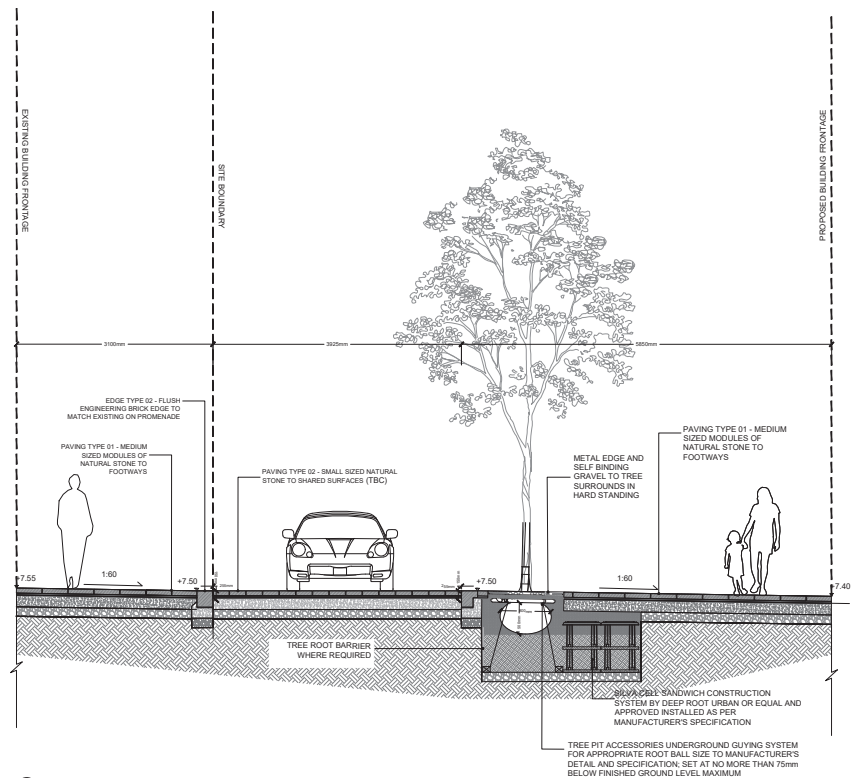 EXISTING BUILDING FRONTAGE
SITE BOUNDARY
PROPOSED BUILDING FRONTAGE
3100mm
3925mm
5850mm
EDGE TYPE 02 - FLUSH
ENGINEERING BRICK EDGE TO
MATCH EXISTING ON PROMENADE
PAVING TYPE 01 - MEDIUM
SIZED MODULES OF
NATURAL STONE TO
FOOTWAYS
PAVING TYPE 02 - SMALL SIZED NATURAL
STONE TO SHARED SURFACES (TBC)
METAL EDGE AND
SELF BINDING
GRAVEL TO TREE
SURROUNDS IN
HARD STANDING
PAVING TYPE 01 - MEDIUM
SIZED MODULES OF
NATURAL STONE TO
FOOTWAYS
+7.55
1:60
+7.50
+7.50
1:60
+7.40
TREE ROOT BARRIER
WHERE REQUIRED
SILVA CELL SANDWICH CONSTRUCTION
SYSTEM BY DEEP ROOT URBAN OR EQUAL AND
APPROVED INSTALLED AS PER
MANUFACTURER'S SPECIFICATION
TREE PIT ACCESSORIES UNDERGROUND GUYING SYSTEM
FOR APPROPRIATE ROOT BALL SIZE TO MANUFACTURER'S
DETAIL AND SPECIFICATION; SET AT NO MORE THAN 75mm
BELOW FINISHED GROUND LEVEL MAXIMUM